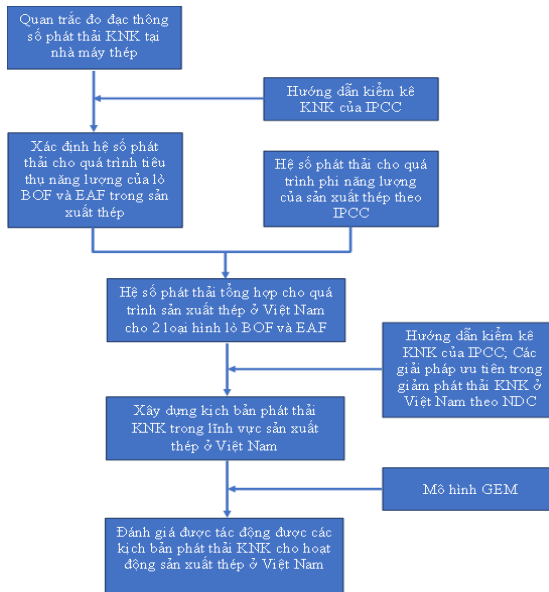 Quan trắc đo đạc thông
số phát thải KNK tại
nhà máy thép
Hướng dẫn kiểm kê
KNK của IPCC
Xác định hệ số phát
thải cho quá trình tiêu
thụ năng lượng của lò
BOF và EAF trong sản
xuất thép
Hệ số phát thải cho quá
trình phi năng lượng
của sản xuất thép theo
IPCC
Hệ số phát thải tổng hợp cho quá
trình sản xuất thép ở Việt Nam
cho 2 loại hình lò BOF và EAF
Hướng dẫn kiểm kê
KNK của IPCC, Các
giải pháp ưu tiên trong
giảm phát thải KNK ở
Việt Nam theo NDC
Xây dựng kịch bản phát thải
KNK trong lĩnh vực sản xuất
thép ở Việt Nam
Mô hình GEM
Đánh giá được tác động được các
kịch bản phát thải KNK cho hoạt
động sản xuất thép ở Việt Nam